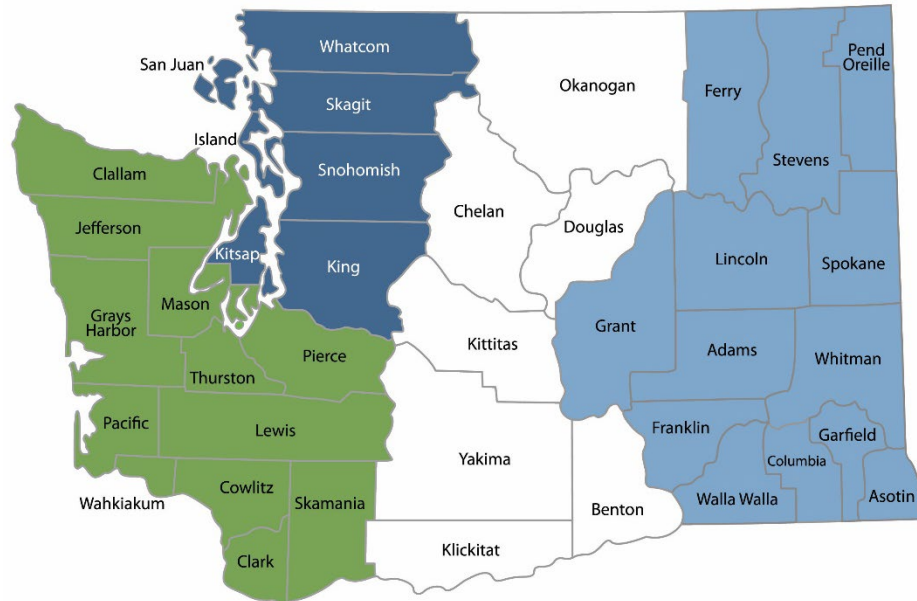 Whatcom
San Juan
Pend
Oreille
Okanogan
Ferry
Skagit
Island
Stevens
Snohomish
Clallam
Chelan
Douglas
Jefferson
Kitsap
King
Lincoln
Spokane
Mason
Grays
Harbor
Grant
Kittitas
Adams
Pierce
Whitman
Thurston
Pacific
Lewis
Franklin
Garfield
Yakima
Columbia
Cowlitz
Wahkiakum
Skamania
Walla Walla
Asotin
Benton
Klickitat
Clark